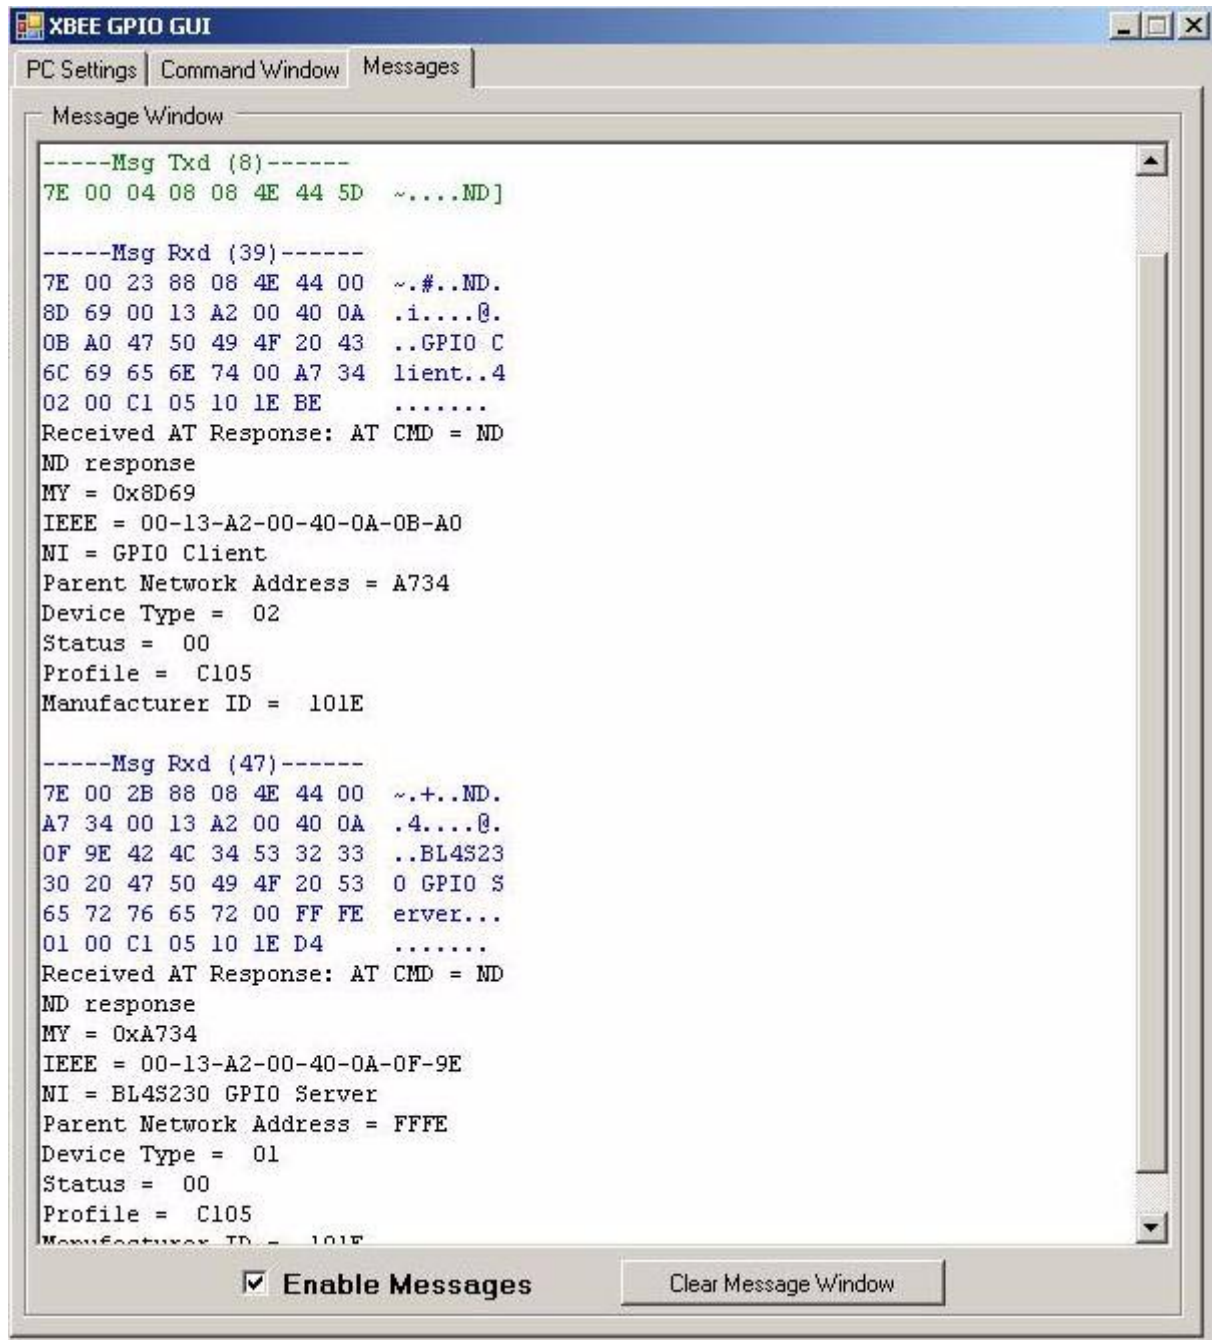 XBEE GPIO GUI
PC Settings Command Window Messages
Message Window
-----Msg Txd (8)------
7E 00 04 08 08 4E 44 5D ~....ND]
-----Msg Rxd (39)------
7E 00 23 88 08 4E 44 00 ~.#..ND.
8D 69 00 13 A2 00 40 0A .i....@.
0B A0 47 50 49 4F 20 43 ..GPIO C
6C 69 65 6E 74 00 A7 34 lient..4
02 00 C1 05 10 1E BE .......
Received AT Response: AT CMD = ND
ND response
MY = 0x8D69
IEEE = 00-13-A2-00-40-0A-0B-A0
NI = GPIO Client
Parent Network Address = A734
Device Type =  02
Status =  00
Profile =  C105
Manufacturer ID =  101E
-----Msg Rxd (47)------
7E 00 2B 88 08 4E 44 00 ~.+..ND.
A7 34 00 13 A2 00 40 0A .4....@.
0F 9E 42 4C 34 53 32 33 ..BL4S23
30 20 47 50 49 4F 20 53 0 GPIO S
65 72 76 65 72 00 FF FE erver...
01 00 C1 05 10 1E D4 .......
Received AT Response: AT CMD = ND
ND response
MY = 0xA734
IEEE = 00-13-A2-00-40-0A-0F-9E
NI = BL4S230 GPIO Server
Parent Network Address = FFFE
Device Type =  01
Status =  00
Profile =  C105
Manufacturer ID =  101E
Enable Messages Clear Message Window